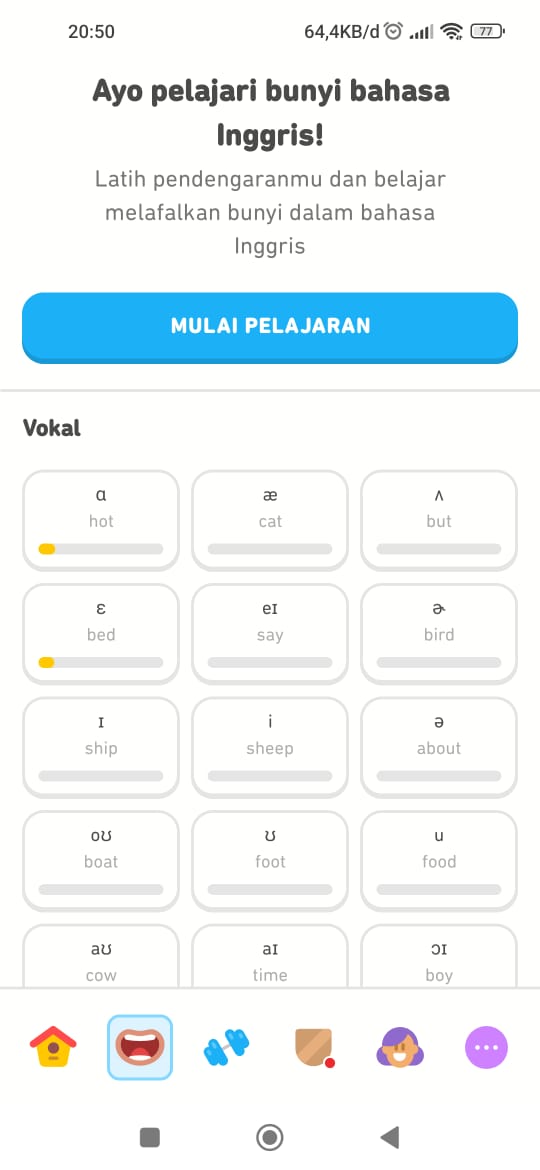 20:50 64,4KB/d 77
Ayo pelajari bunyi bahasa
Inggris!
Latih pendengaranmu dan belajar
melafalkan bunyi dalam bahasa
Inggris
MULAI PELAJARAN
Vokal
ɑ æ ʌ
hot cat but
ɛ eɪ ɚ
bed say bird
ɪ i ə
ship sheep about
oʊ ʊ u
boat foot food
aʊ aɪ ɔɪ
cow time boy